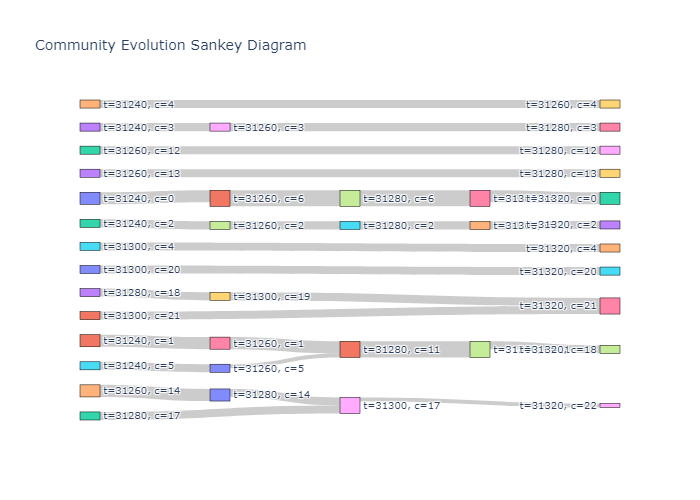 Community Evolution Sankey Diagram
t=31240, c=4 t=31260, c=4
t=31240, c=3 t=31260, c=3 t=31280, c=3
t=31260, c=12 t=31280, c=12
t=31260, c=13 t=31280, c=13
t=31240, c=0 t=31260, c=6 t=31280, c=6 t=31320, c=0
t=31240, c=2 t=31260, c=2 t=31280, c=2 t=31320, c=2
t=31300, c=4 t=31320, c=4
t=31300, c=20 t=31320, c=20
t=31280, c=18 t=31300, c=19
t=31320, c=21
t=31300, c=21
t=31240, c=1 t=31260, c=1
t=31280, c=11 t=31320, c=18
t=31240, c=5 t=31260, c=5
t=31260, c=14 t=31280, c=14
t=31300, c=17 t=31320, c=22
t=31280, c=17